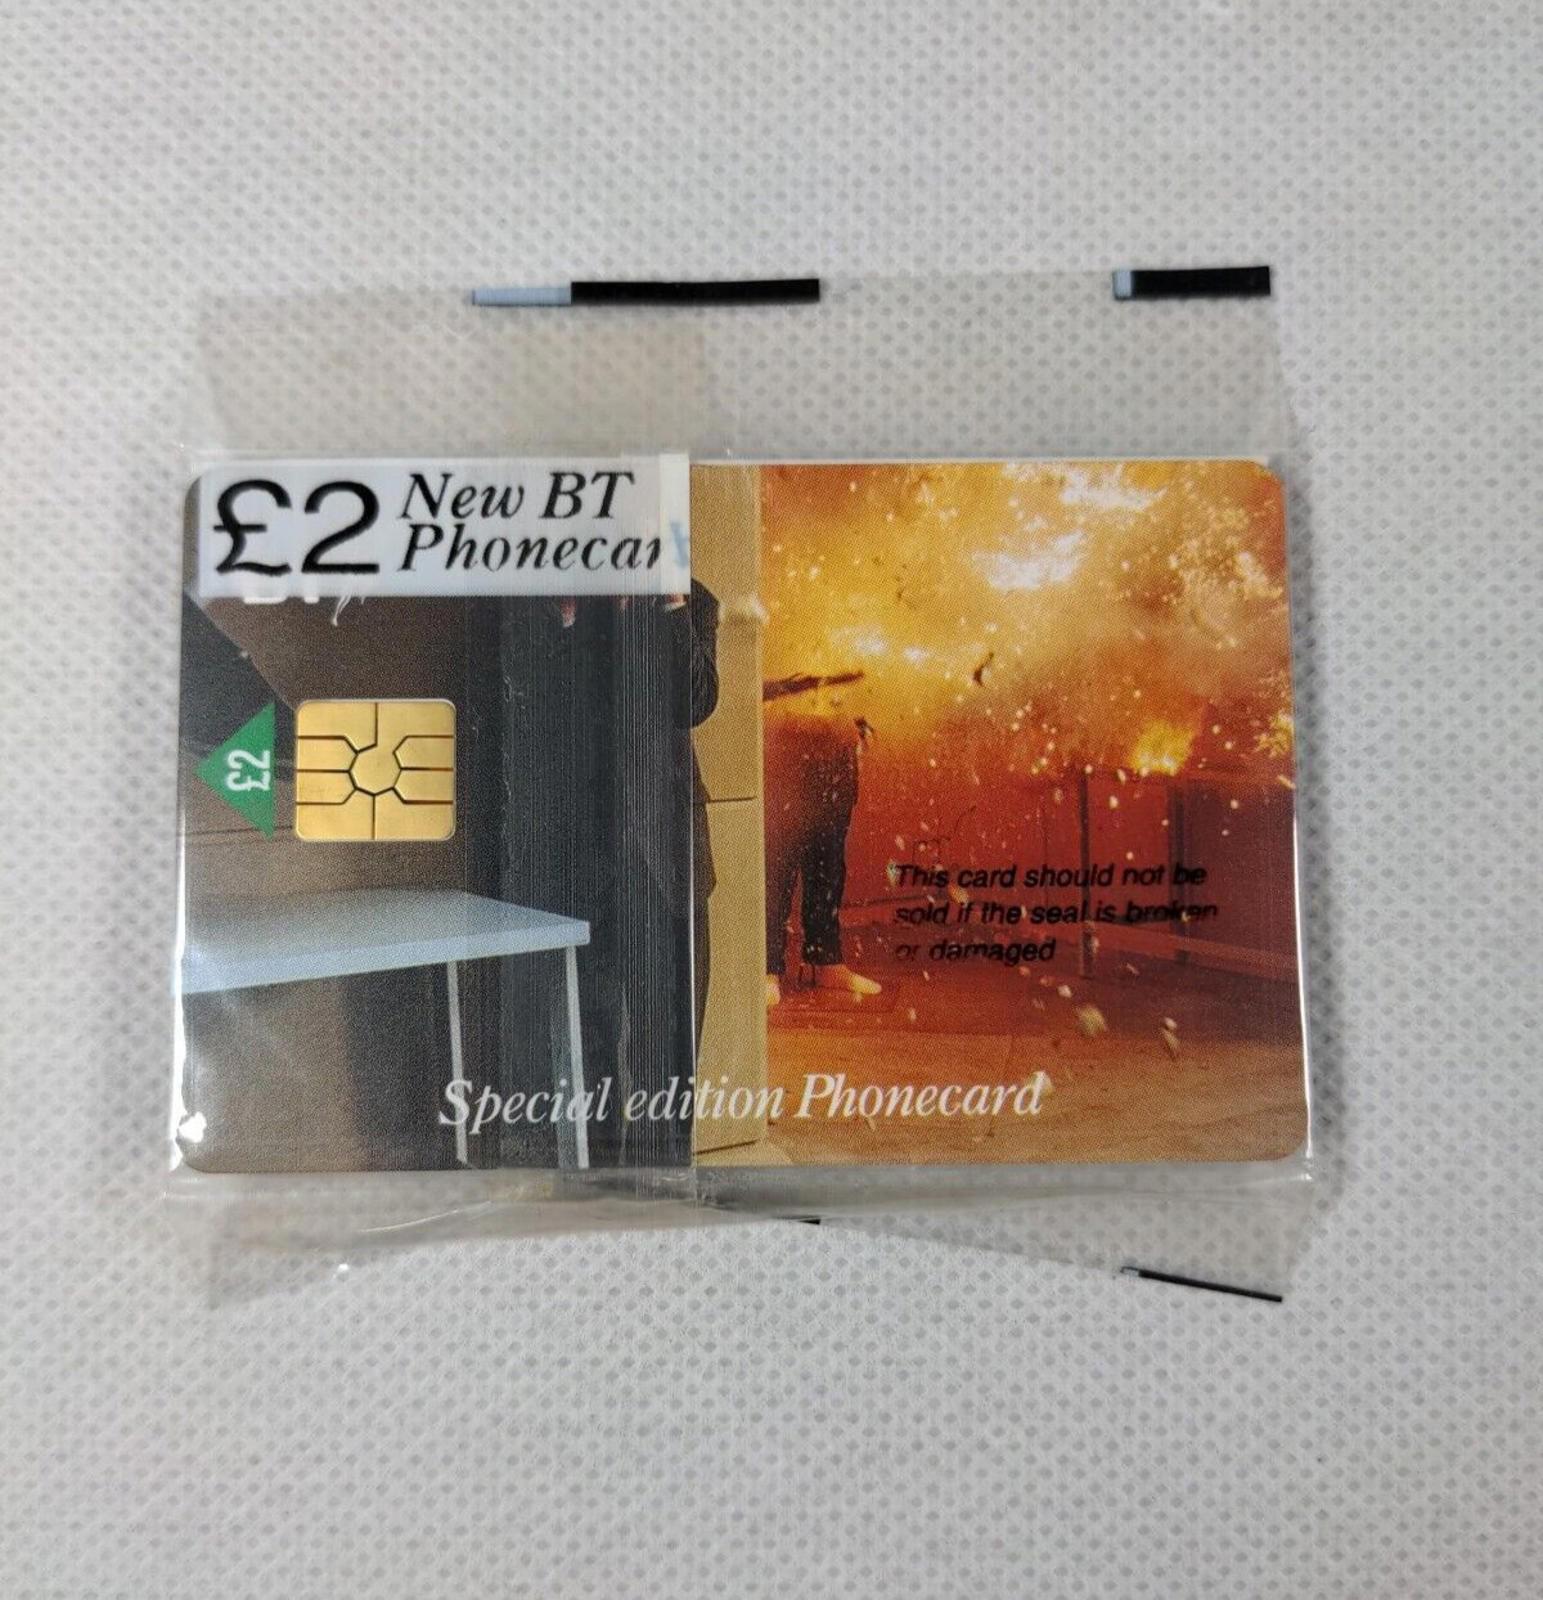 £2 New BT
Phonecar
£2
This card should not be
sold if the seal is broken
or damaged
Special edition Phonecard